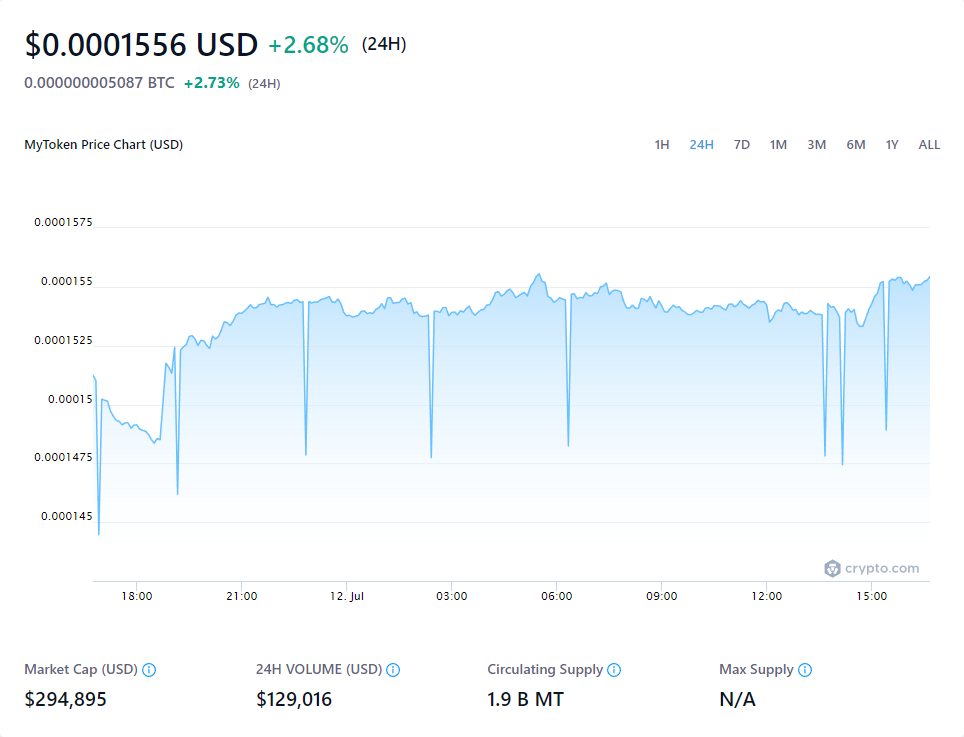 $0.0001556 USD +2.68% (24H)
0.000000005087 BTC +2.73% (24H)
MyToken Price Chart (USD) 1H 24H 7D 1M 3M 6M 1Y ALL
0.0001575
0.000155
0.0001525
0.00015
0.0001475
0.000145
crypto.com
18:00 21:00 12. Jul 03:00 06:00 09:00 12:00 15:00
Market Cap (USD) 24H VOLUME (USD) Circulating Supply Max Supply
$294,895 $129,016 1.9 B MT N/A